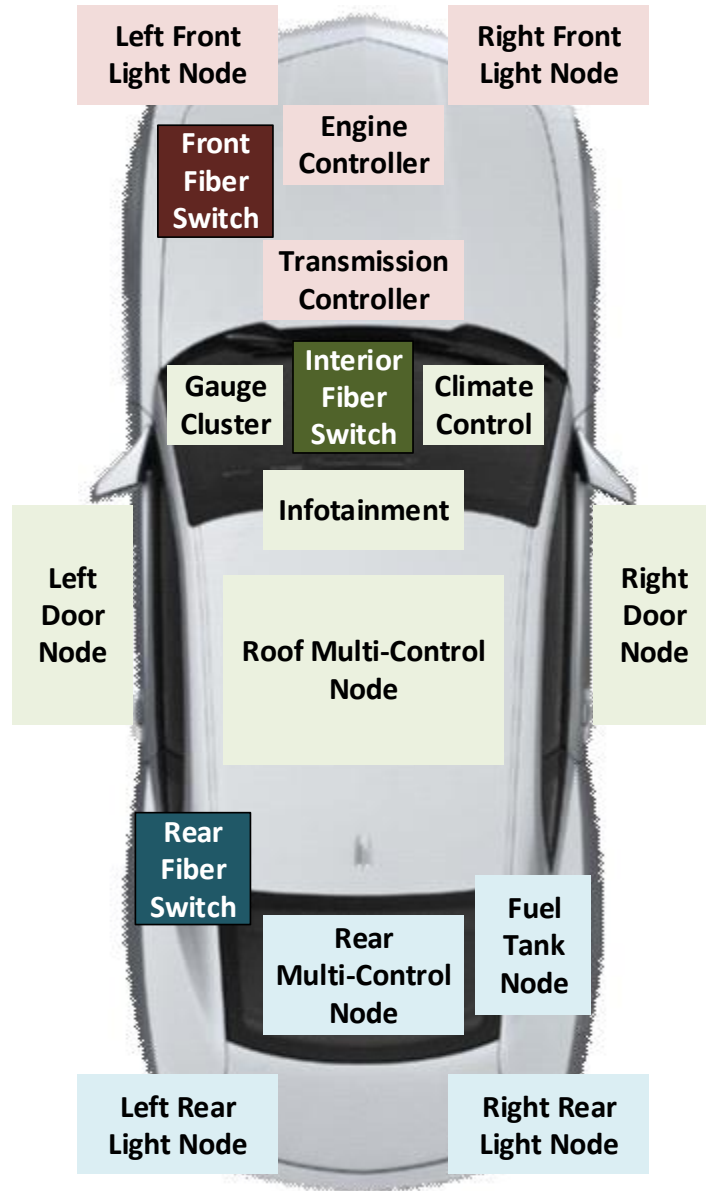 Left Front
Light Node
Right Front
Light Node
Front
Fiber
Switch
Engine
Controller
Transmission
Controller
Gauge
Cluster
Interior
Fiber
Switch
Climate
Control
Infotainment
Left
Door
Node
Roof Multi-Control
Node
Right
Door
Node
Rear
Fiber
Switch
Rear
Multi-Control
Node
Fuel
Tank
Node
Left Rear
Light Node
Right Rear
Light Node